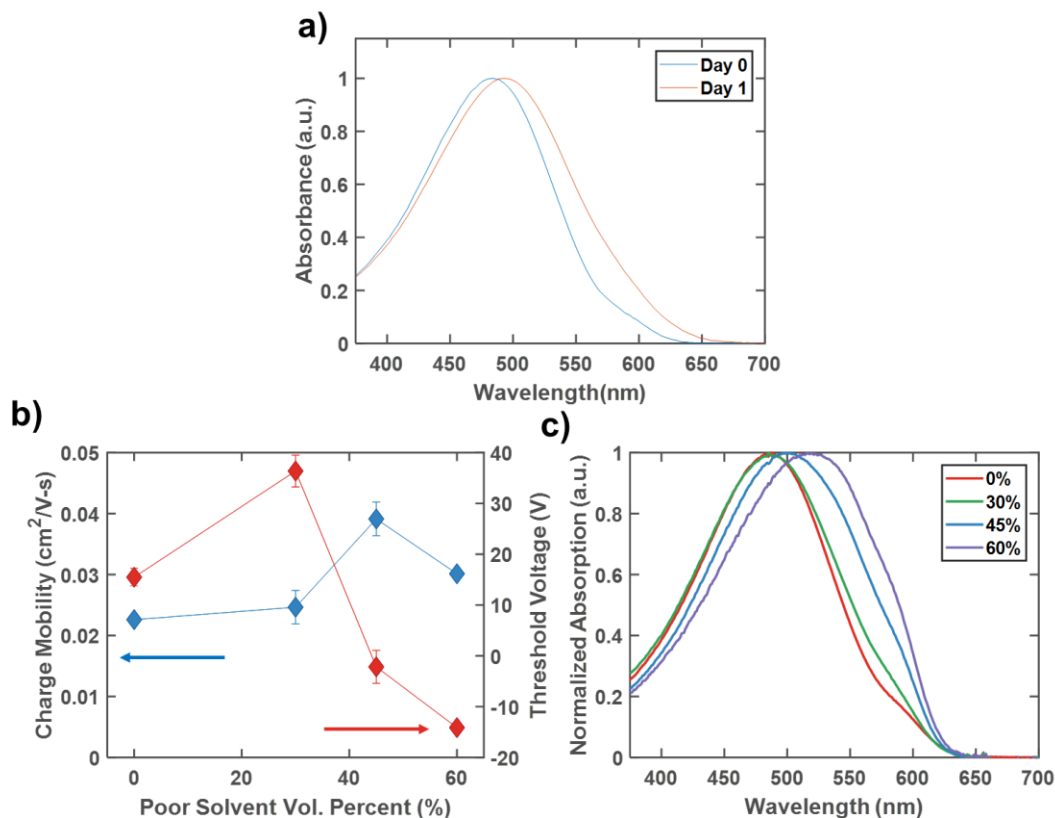 a)
Day 0
Day 1
Absorbance (a.u.)
1
0.8
0.6
0.4
0.2
0
400 450 500 550 600 650 700
Wavelength(nm)
b)
Charge Mobility (cm²/V-s)
0.05
0.04
0.03
0.02
0.01
0
40
30
20
10
0
-10
-20
Threshold Voltage (V)
0 20 40 60
Poor Solvent Vol. Percent (%)
c)
0%
30%
45%
60%
Normalized Absorption (a.u.)
1
0.8
0.6
0.4
0.2
0
400 450 500 550 600 650 700
Wavelength (nm)